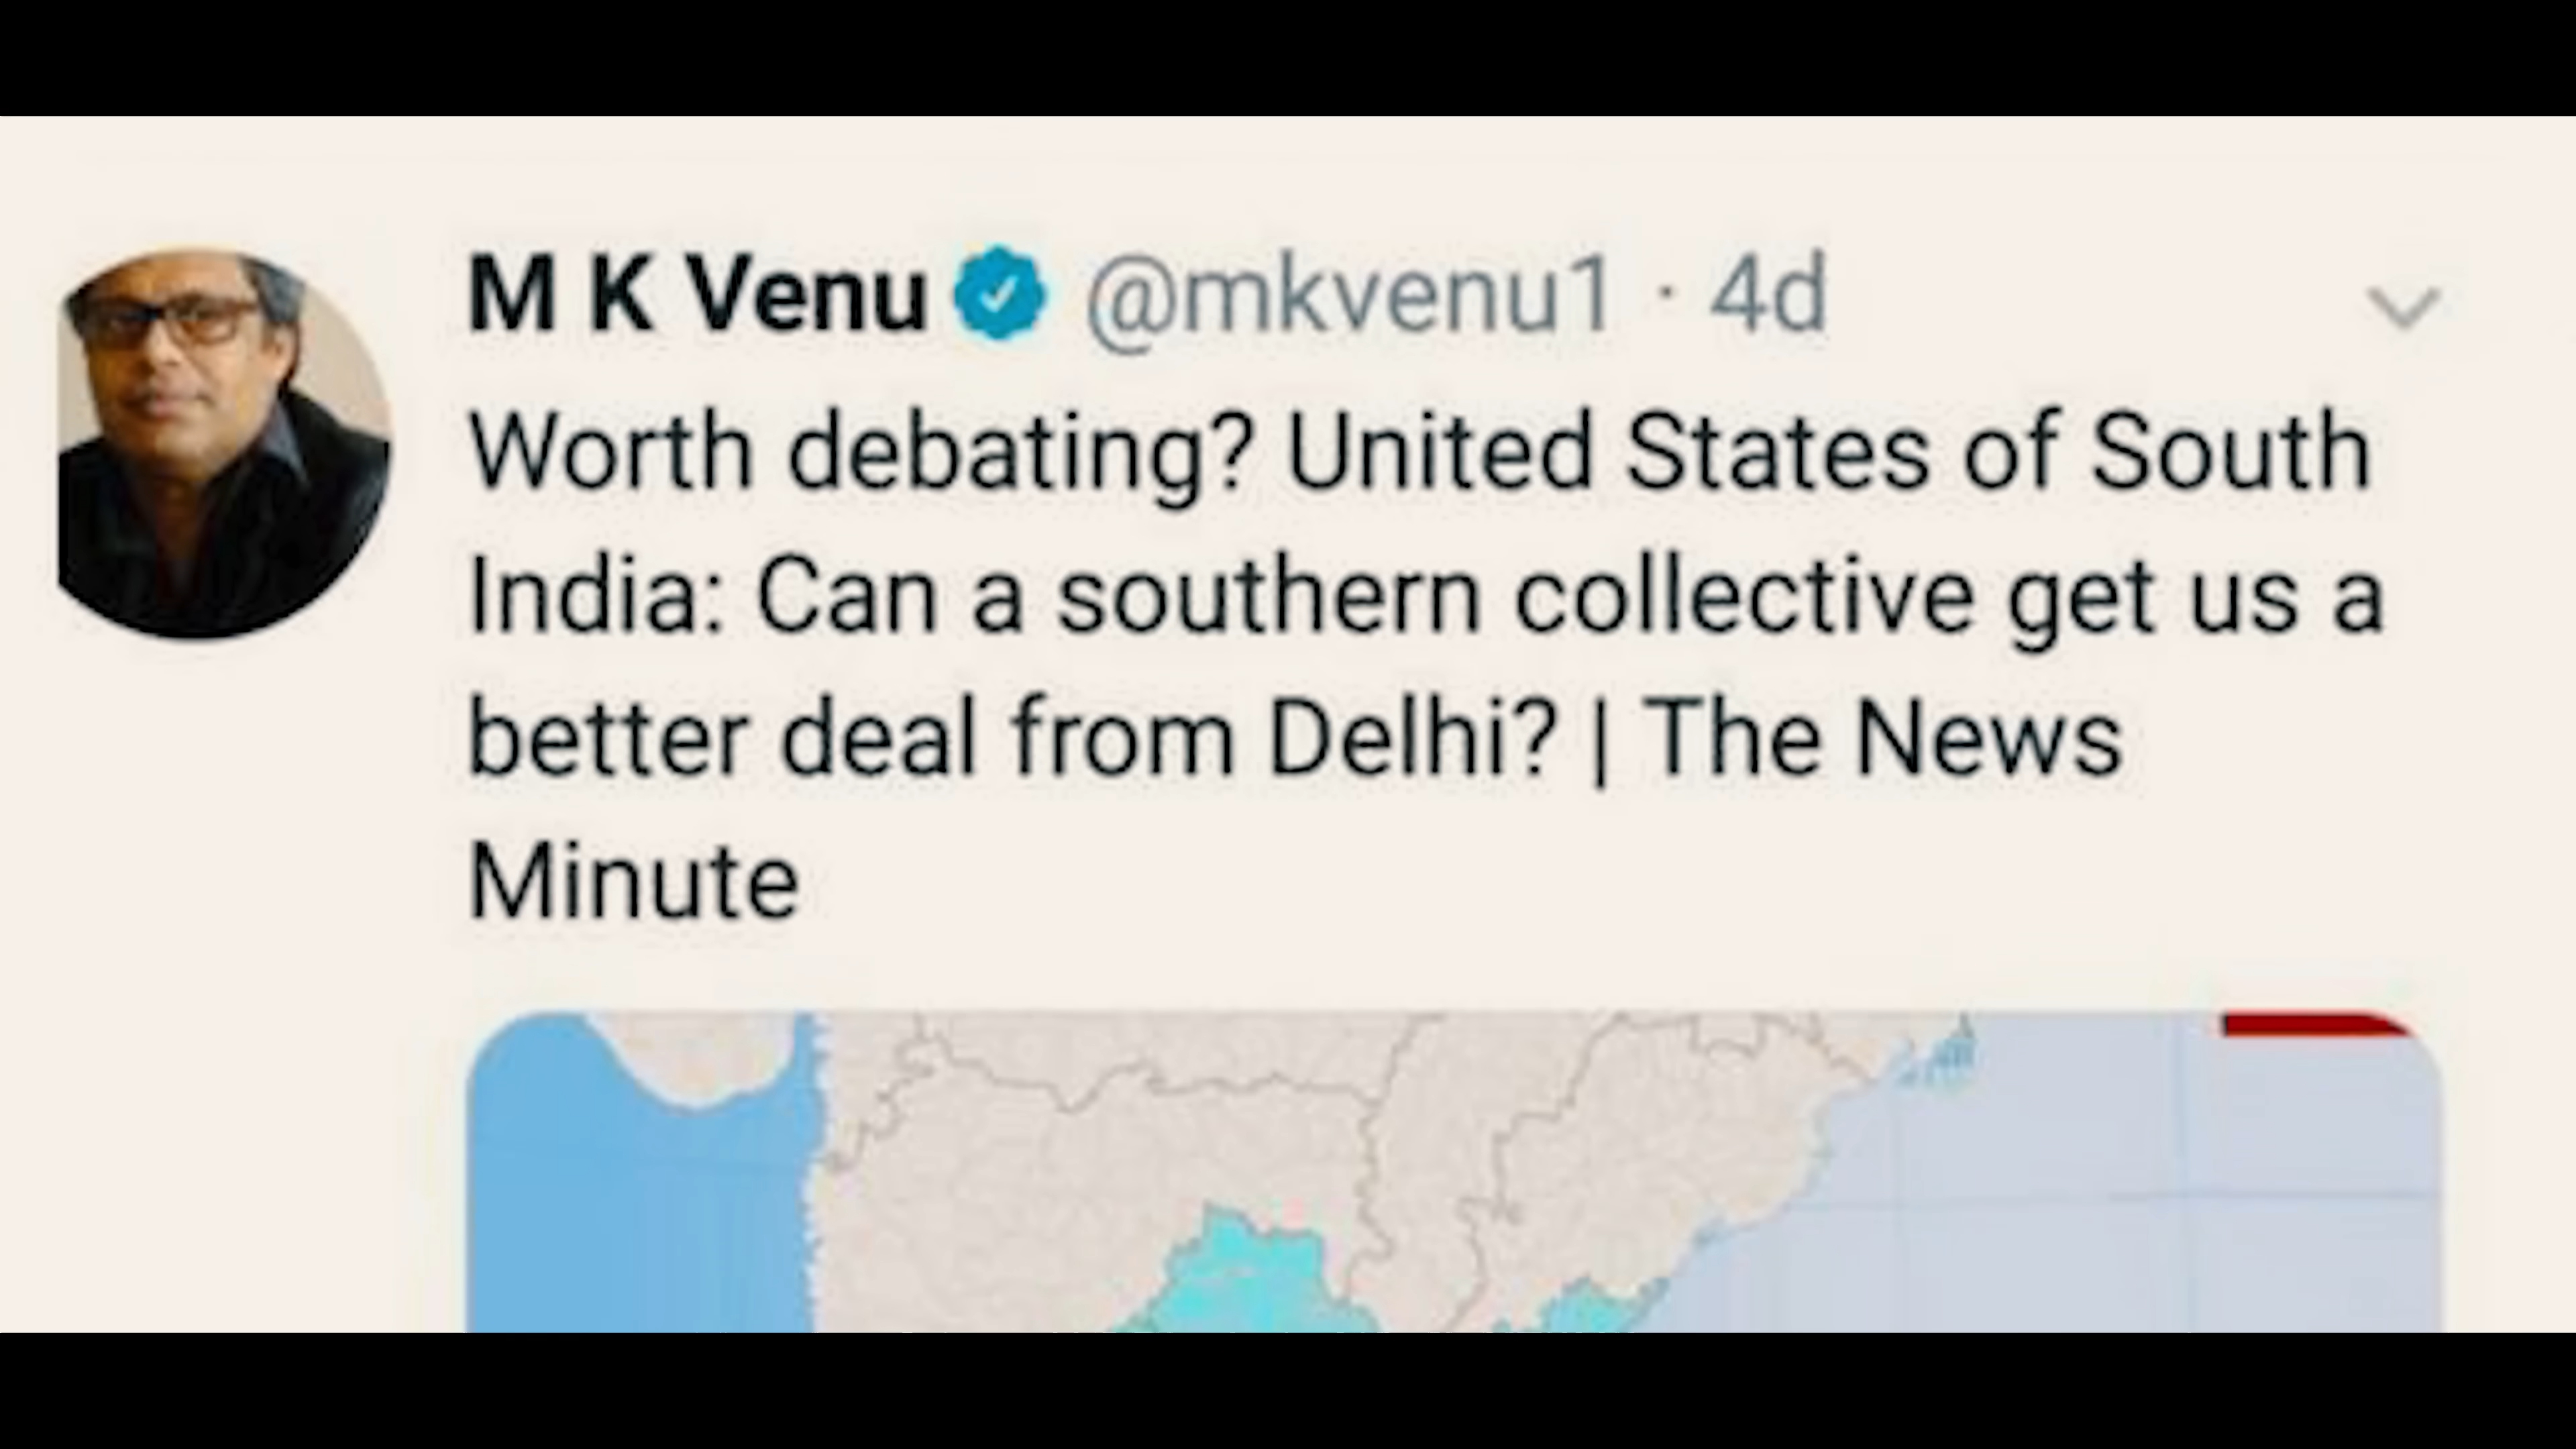 M K Venu @mkvenu1 · 4d
Worth debating? United States of South
India: Can a southern collective get us a
better deal from Delhi? | The News
Minute